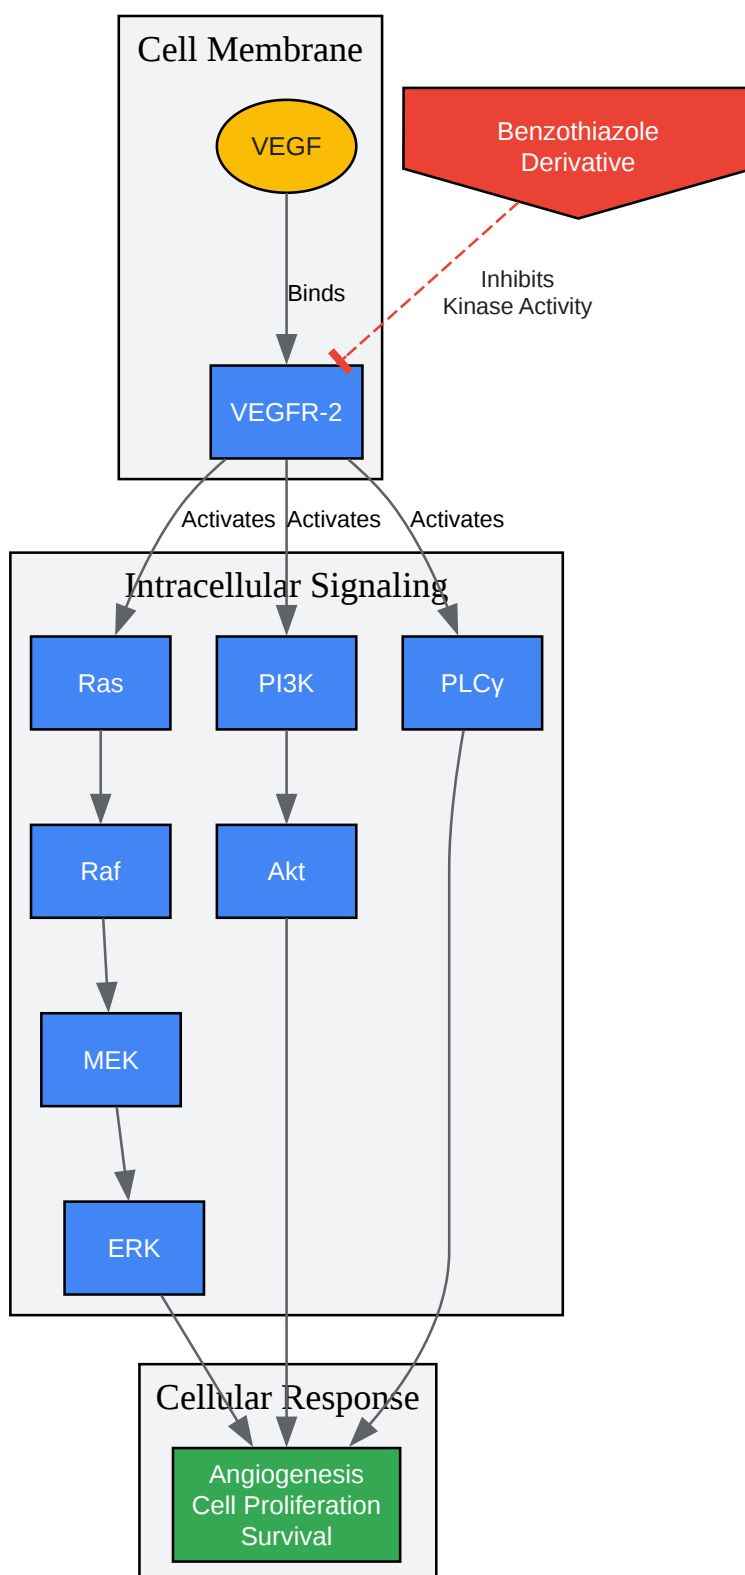 Cell Membrane
VEGF
Benzothiazole
Derivative
Binds
Inhibits
Kinase Activity
VEGFR-2
Activates
Activates
Activates
Intracellular Signaling
Ras
PI3K
PLCγ
Raf
Akt
MEK
ERK
Cellular Response
Angiogenesis
Cell Proliferation
Survival